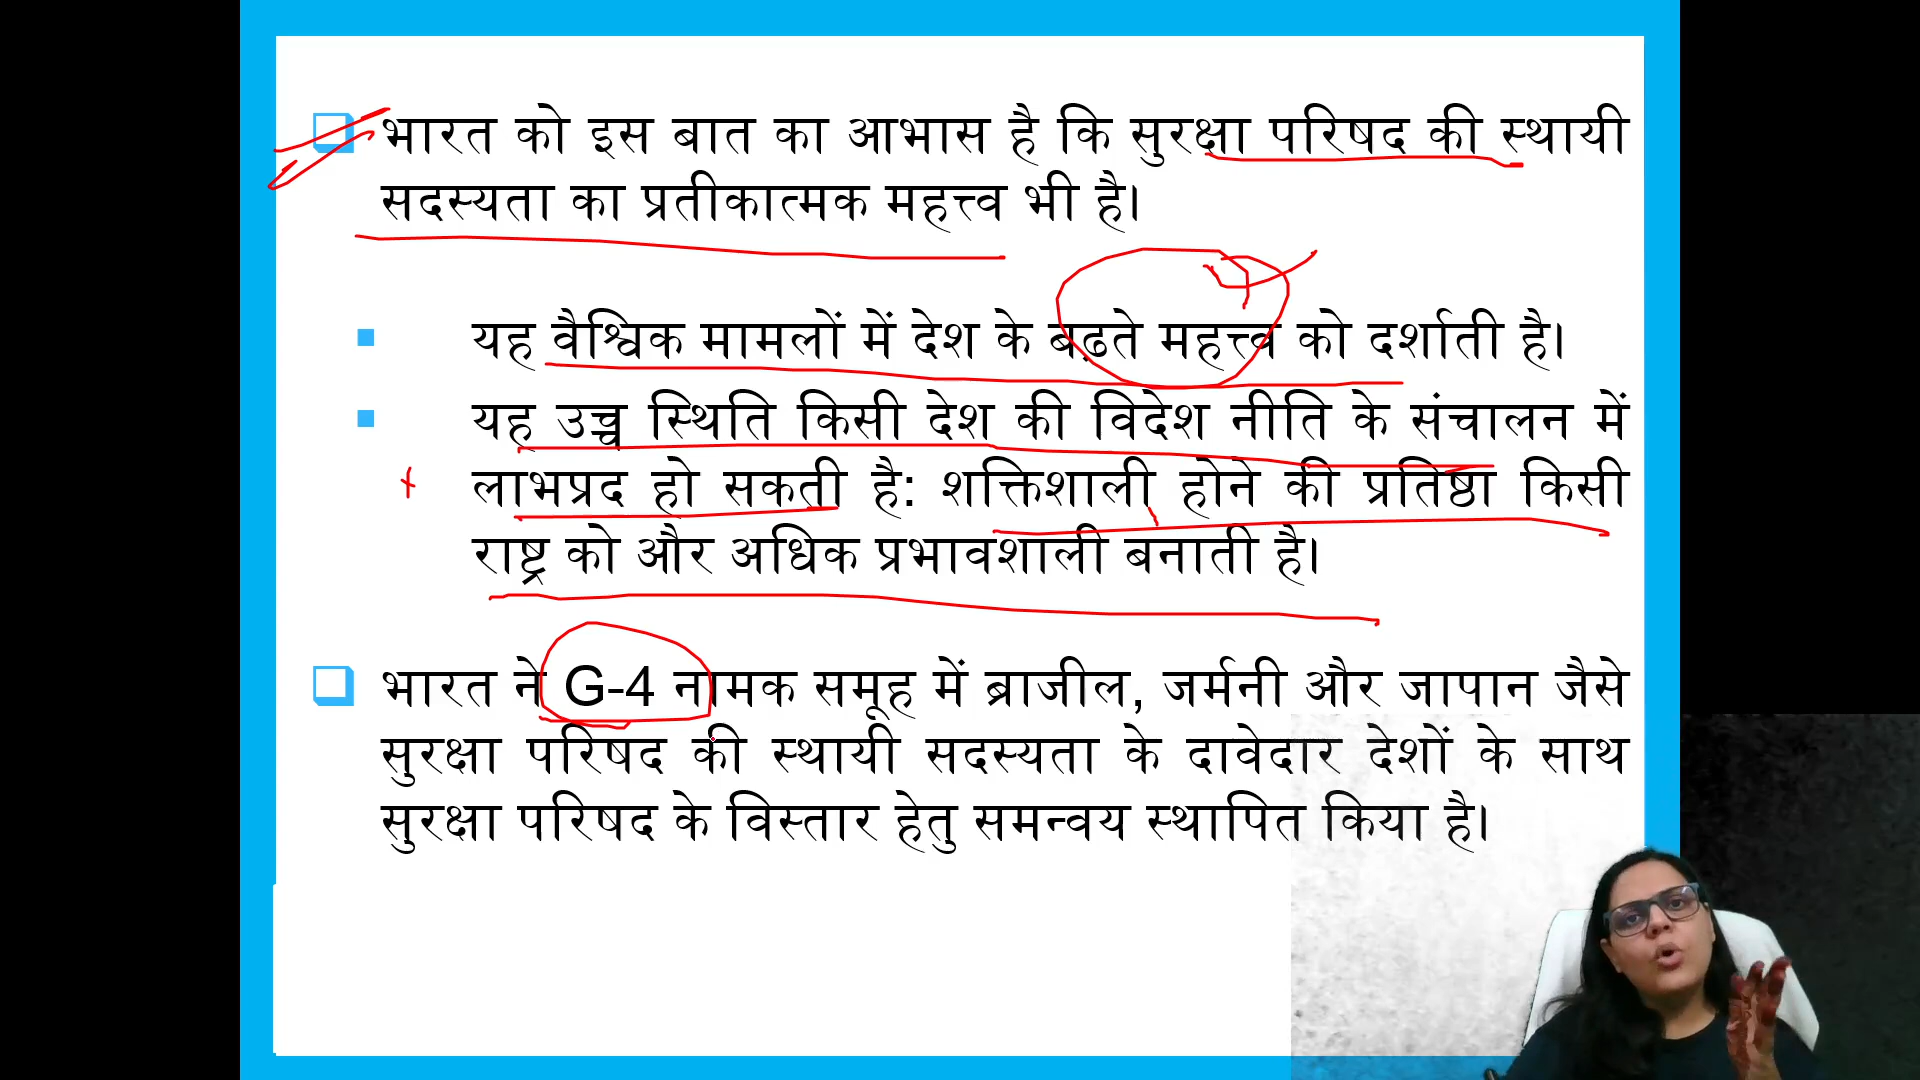 भारत को इस बात का आभास है कि सुरक्षा परिषद की स्थायी
सदस्यता का प्रतीकात्मक महत्त्व भी है।
यह वैश्विक मामलों में देश के बढ़ते महत्त्व को दर्शाती है।
यह उच्च स्थिति किसी देश की विदेश नीति के संचालन में
लाभप्रद हो सकती है: शक्तिशाली होने की प्रतिष्ठा किसी
राष्ट्र को और अधिक प्रभावशाली बनाती है।
भारत ने G-4 नामक समूह में ब्राजील, जर्मनी और जापान जैसे
सुरक्षा परिषद की स्थायी सदस्यता के दावेदार देशों के साथ
सुरक्षा परिषद के विस्तार हेतु समन्वय स्थापित किया है।